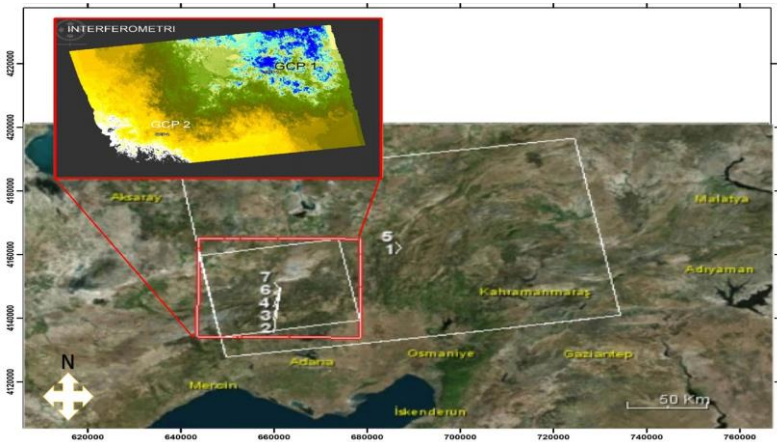 INTERFEROMETRI
GCP 1
GCP 2
4220000
4200000
4180000
4160000
4140000
4120000
Aksaray
Malatya
5
1
Adıyaman
7
6
4
3
2
Kahramanmaraş
Adana
Osmaniye
Gaziantep
Mercin
İskenderun
N
50 Km
620000 640000 660000 680000 700000 720000 740000 760000